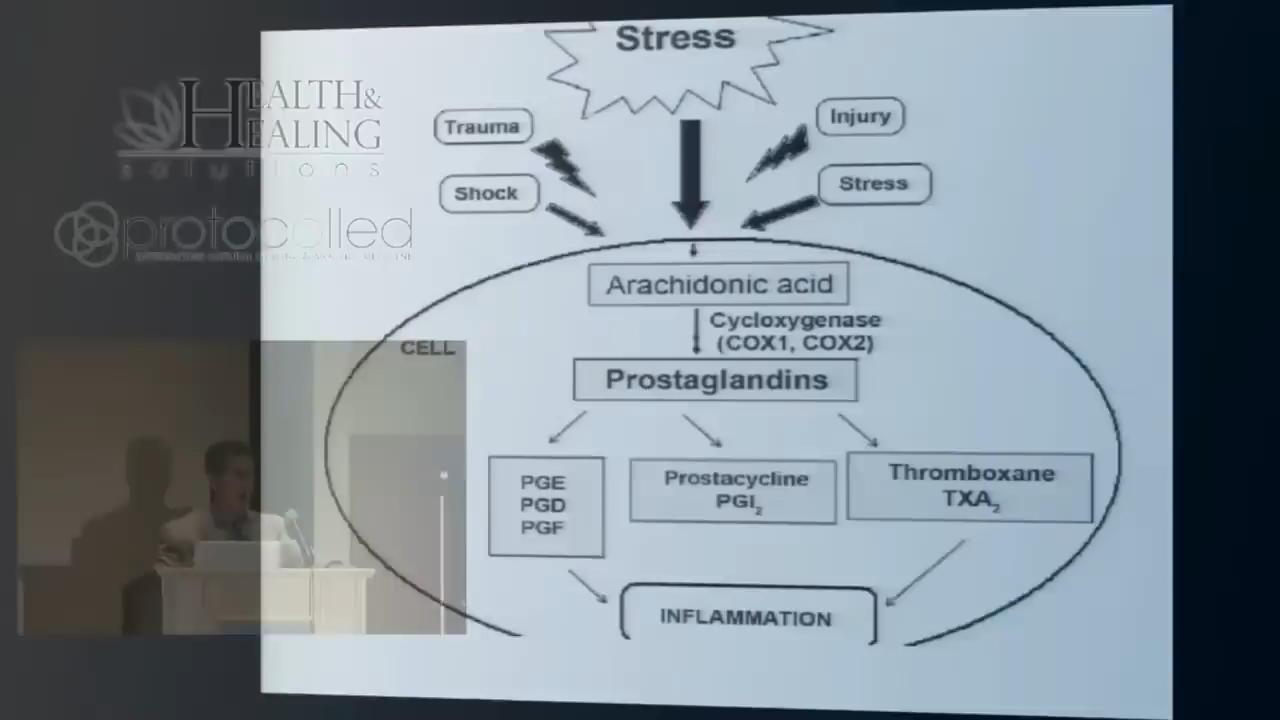 Stress
HEALTH&
HEALING
solutions
protocolled
Trauma
Injury
Shock
Stress
Arachidonic acid
Cycloxygenase
(COX1, COX2)
CELL
Prostaglandins
PGE
PGD
PGF
Prostacycline
PGI₂
Thromboxane
TXA₂
INFLAMMATION